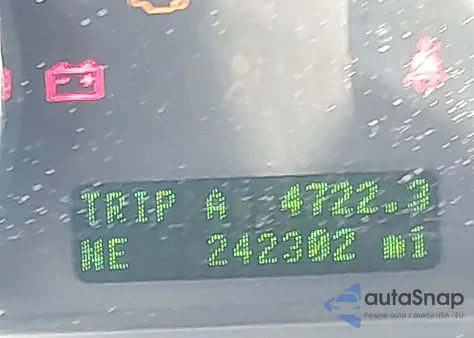 TRIP A 4722.3
NE 242302 mi
autaSnap
Pewne auta z aukcji USA i EU